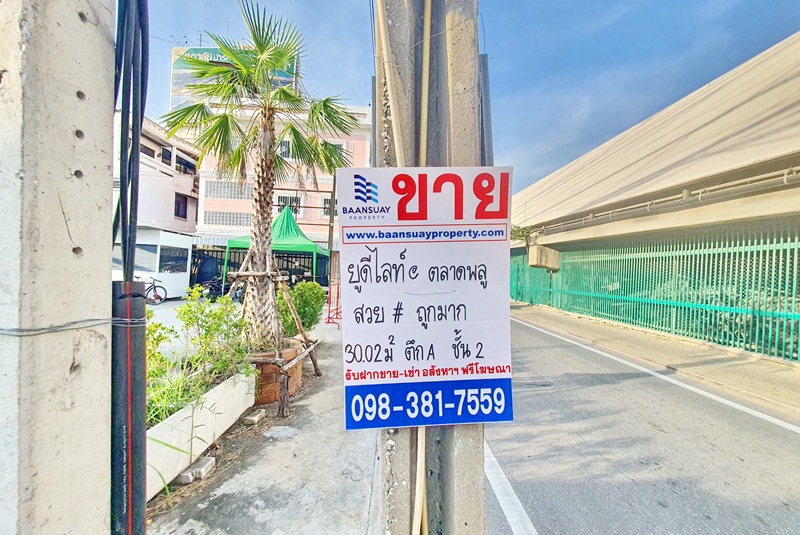 BAANSUAY
PROPERTY
ขาย
www.baansuayproperty.com
ยูดีไลท์ e ตลาดพลู
สวย # ถูกมาก
30.02 ม² ตึก A ชั้น 2
รับฝากขาย-เช่า อสังหาฯ ฟรีโฆษณา
098-381-7559